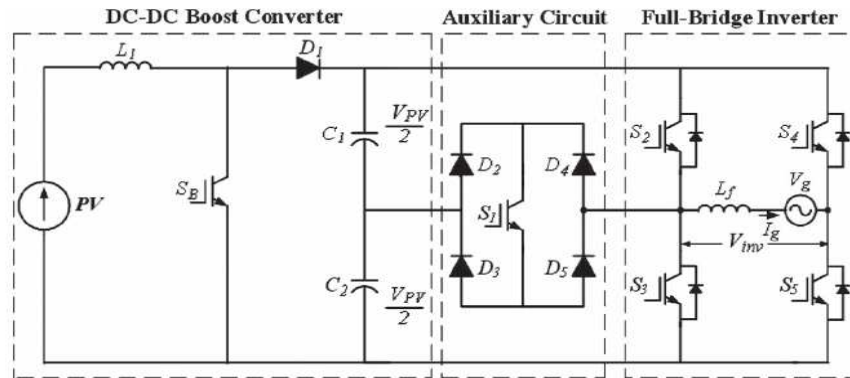 DC-DC Boost Converter
Auxiliary Circuit
Full-Bridge Inverter
L1
D1
C1
VPV
2
SB
PV
C2
VPV
2
D2
D4
S1
D3
D5
S2
S4
Lf
Vg
Ig
Vinv
S3
S5